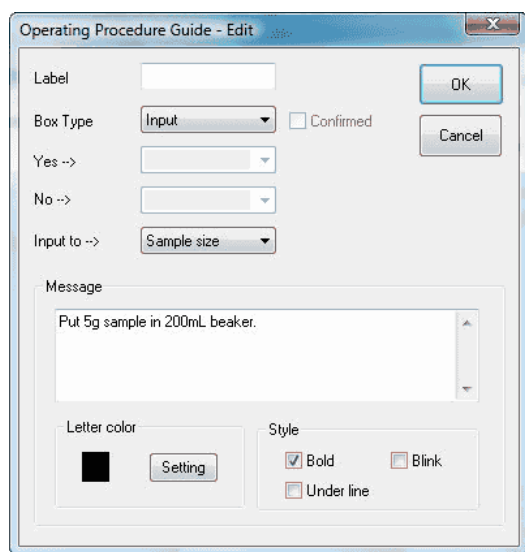 Operating Procedure Guide - Edit
Label
OK
Box Type Input Confirmed
Cancel
Yes -->
No -->
Input to --> Sample size
Message
Put 5g sample in 200mL beaker.
Letter color
Setting
Style
Bold Blink
Under line